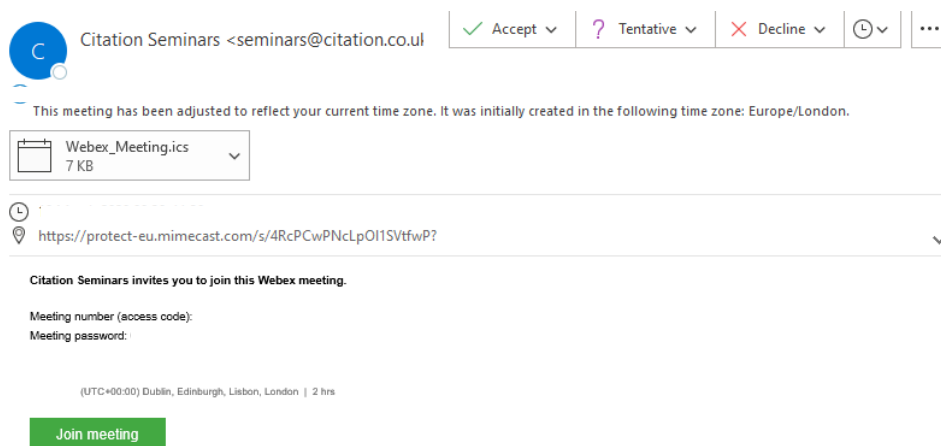 C
Citation Seminars <seminars@citation.co.uk
Accept
? Tentative
Decline
This meeting has been adjusted to reflect your current time zone. It was initially created in the following time zone: Europe/London.
Webex_Meeting.ics
7 KB
https://protect-eu.mimecast.com/s/4RcPCwPNcLpOl1SVtfwP?
Citation Seminars invites you to join this Webex meeting.
Meeting number (access code):
Meeting password:
(UTC+00:00) Dublin, Edinburgh, Lisbon, London | 2 hrs
Join meeting